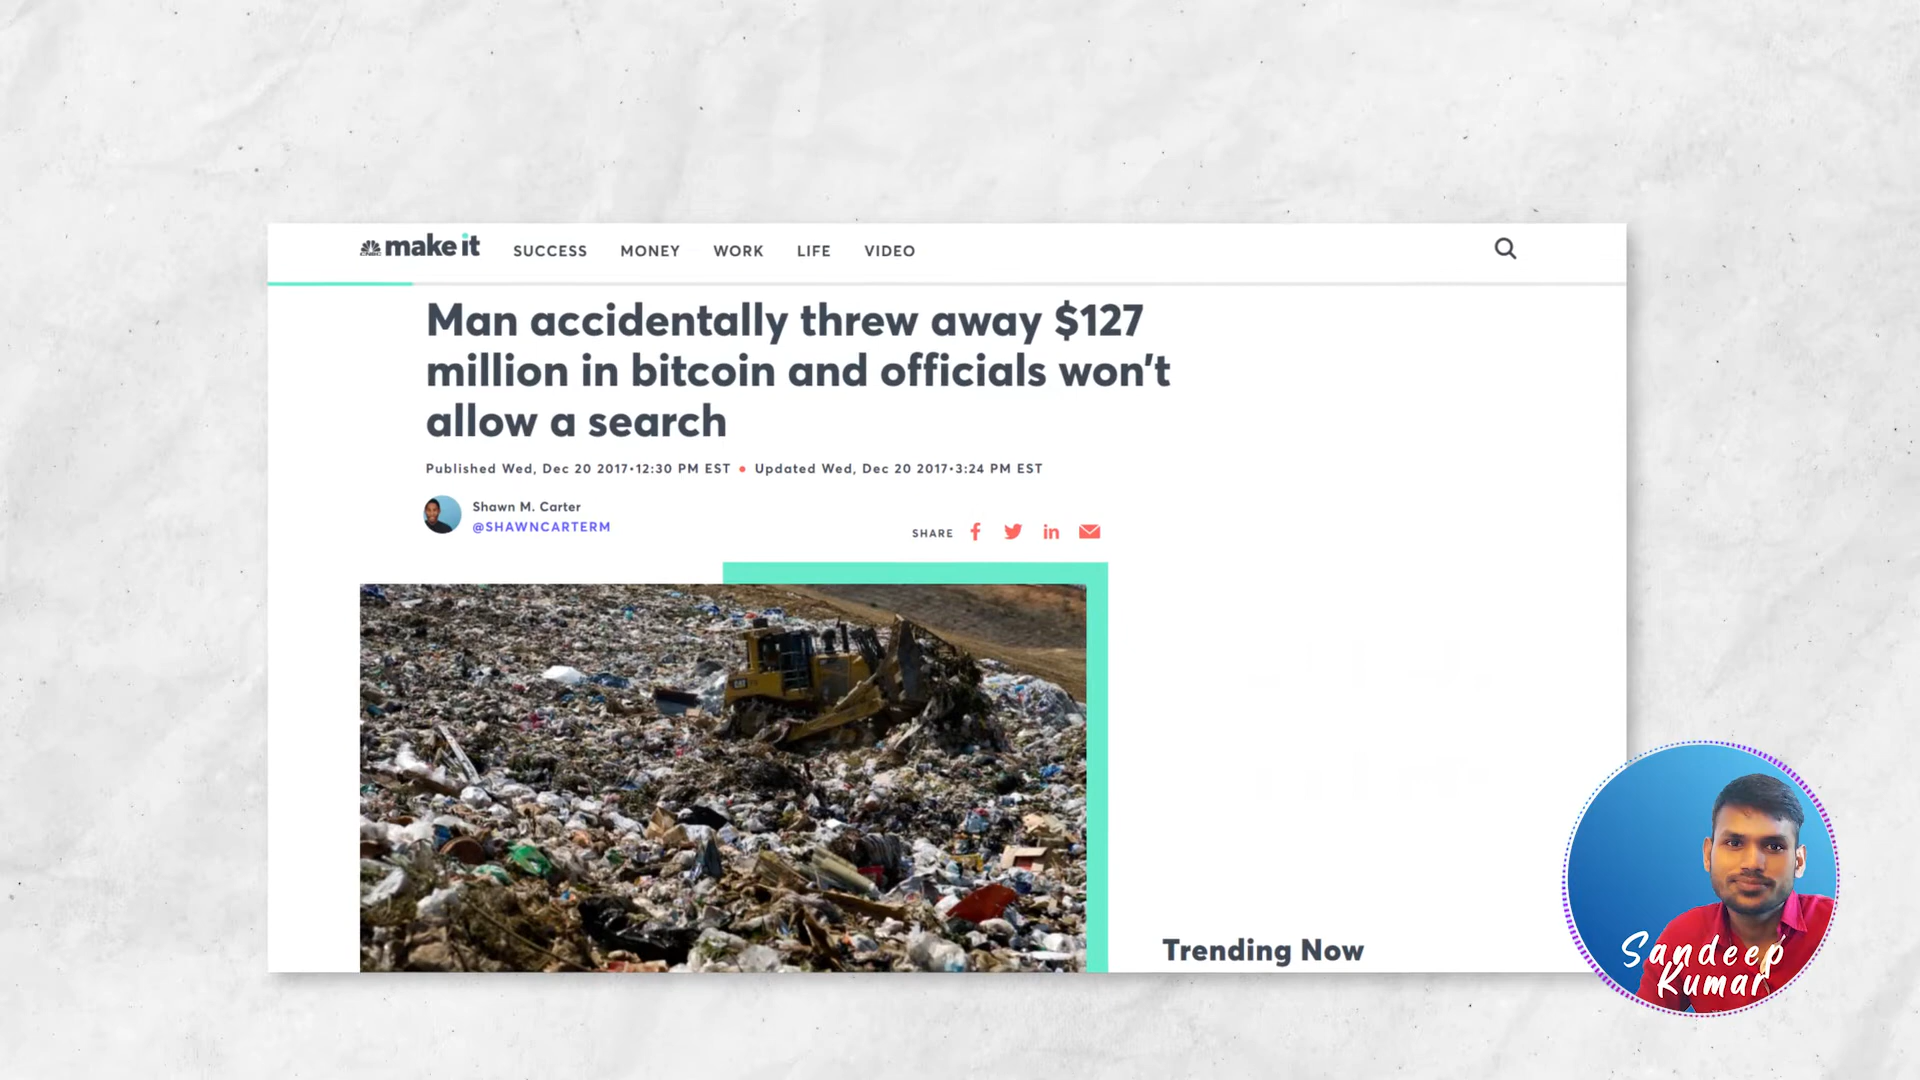 make it
SUCCESS
MONEY
WORK
LIFE
VIDEO
Man accidentally threw away $127
million in bitcoin and officials won't
allow a search
Published Wed, Dec 20 2017•12:30 PM EST • Updated Wed, Dec 20 2017•3:24 PM EST
Shawn M. Carter
@SHAWNCARTERM
SHARE
CAT
Trending Now
Sandeep
Kumar